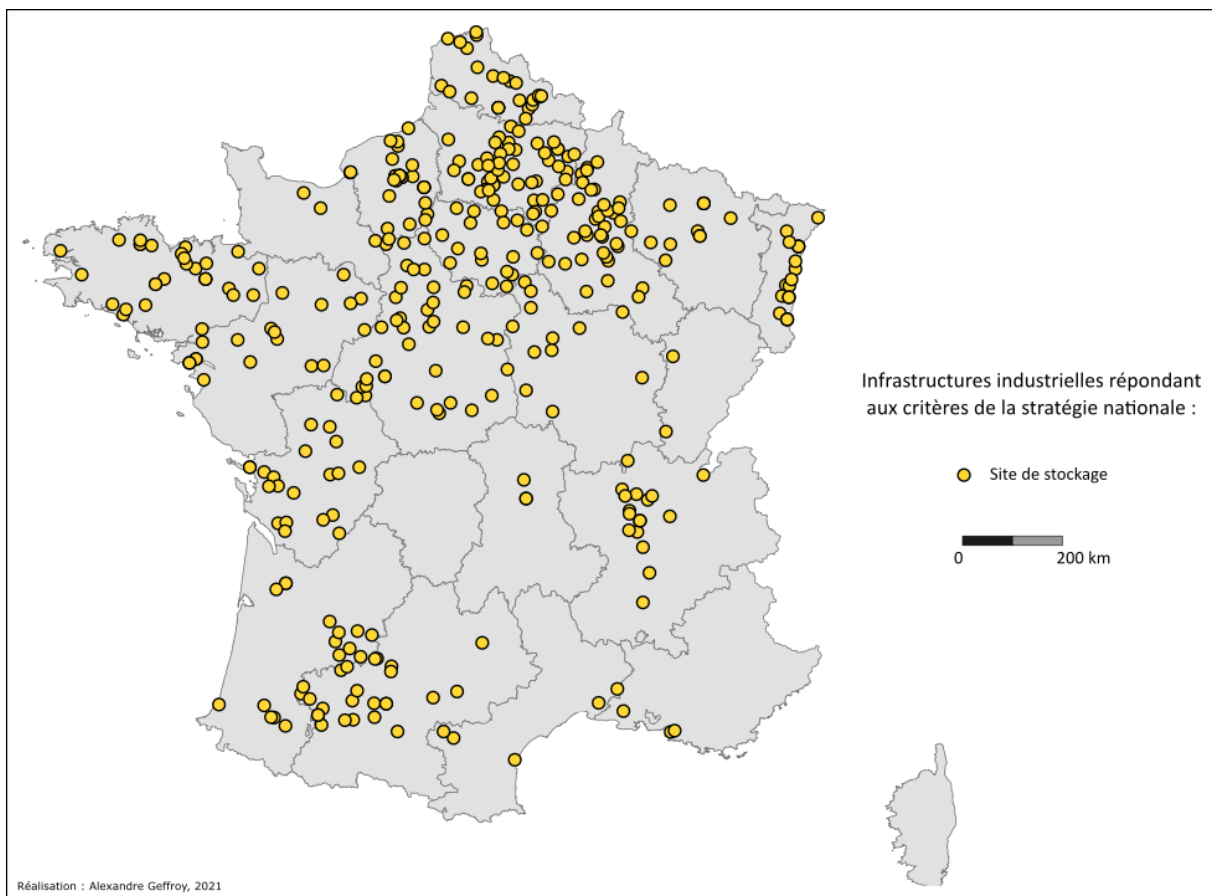 Infrastructures industrielles répondant
aux critères de la stratégie nationale :
Site de stockage
0 200 km
Réalisation : Alexandre Geffroy, 2021